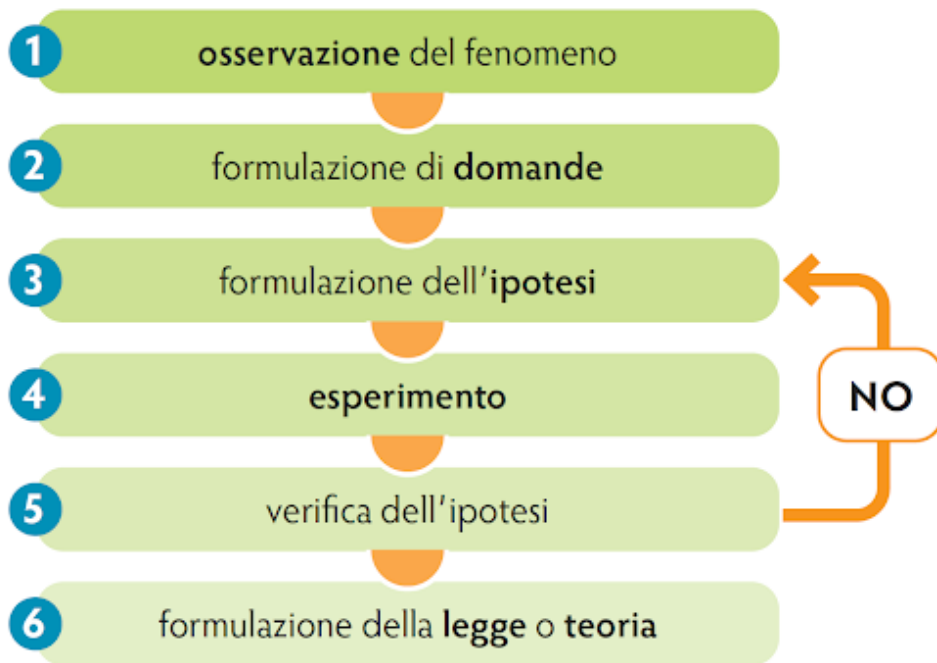 1 osservazione del fenomeno
2 formulazione di domande
3 formulazione dell'ipotesi
4 esperimento
NO
5 verifica dell'ipotesi
6 formulazione della legge o teoria